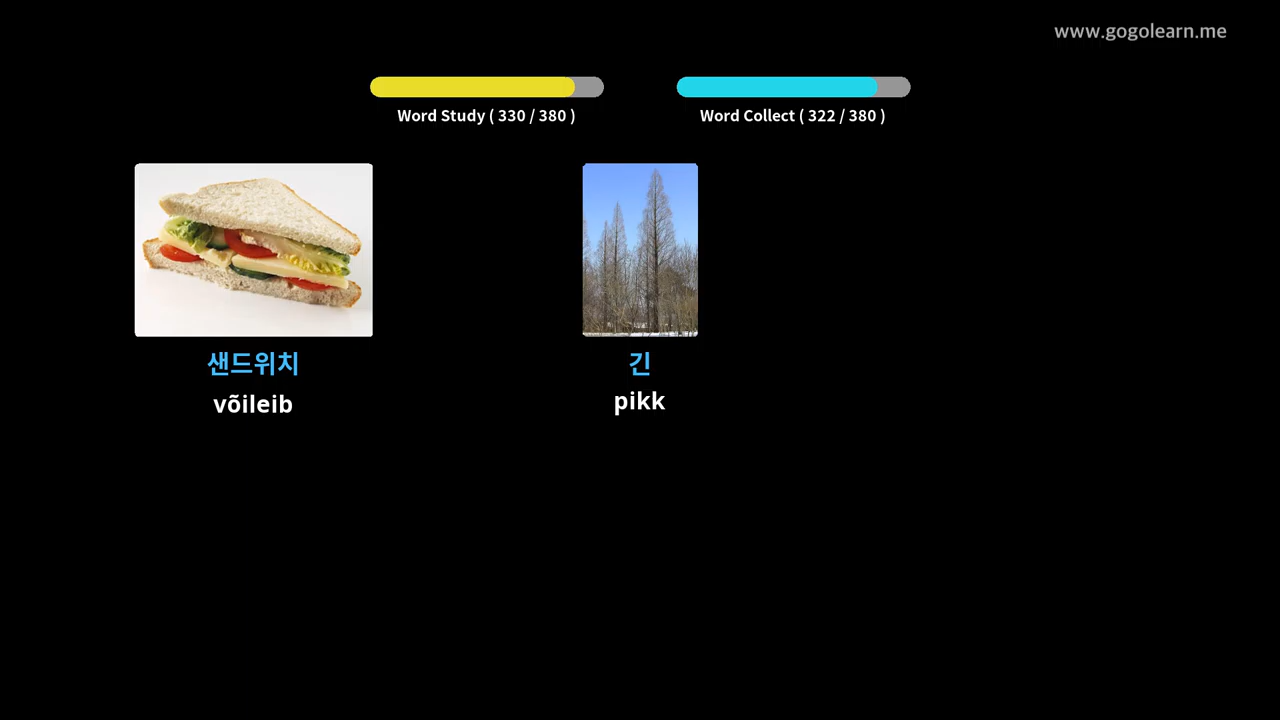 www.gogolearn.me
Word Study ( 330 / 380 )
Word Collect ( 322 / 380 )
샌드위치
võileib
긴
pikk